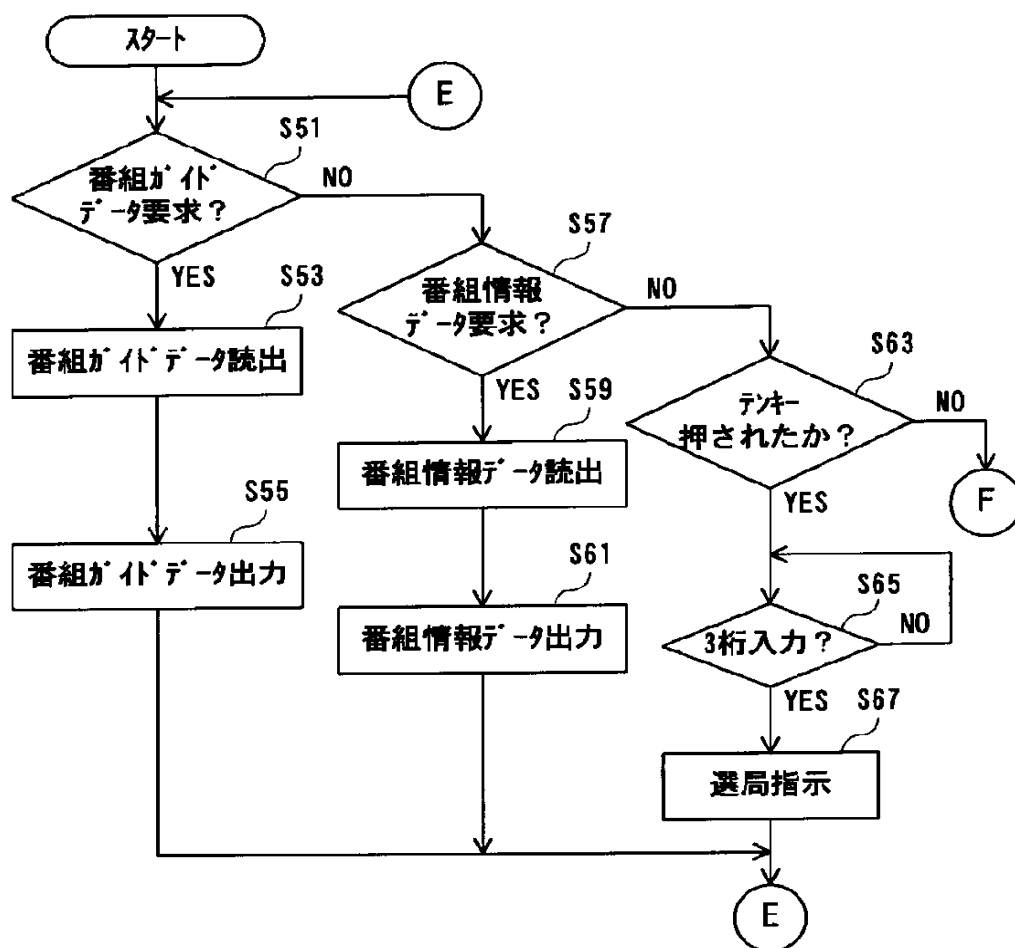 スタート
E
S51
番組ガイド
データ要求？
NO
YES
S57
番組情報
データ要求？
NO
YES
S53
番組ガイドデータ読出
S63
テンキー
押されたか？
NO
YES
F
S59
番組情報データ読出
S55
番組ガイドデータ出力
S61
番組情報データ出力
S65
3桁入力？
NO
YES
S67
選局指示
E